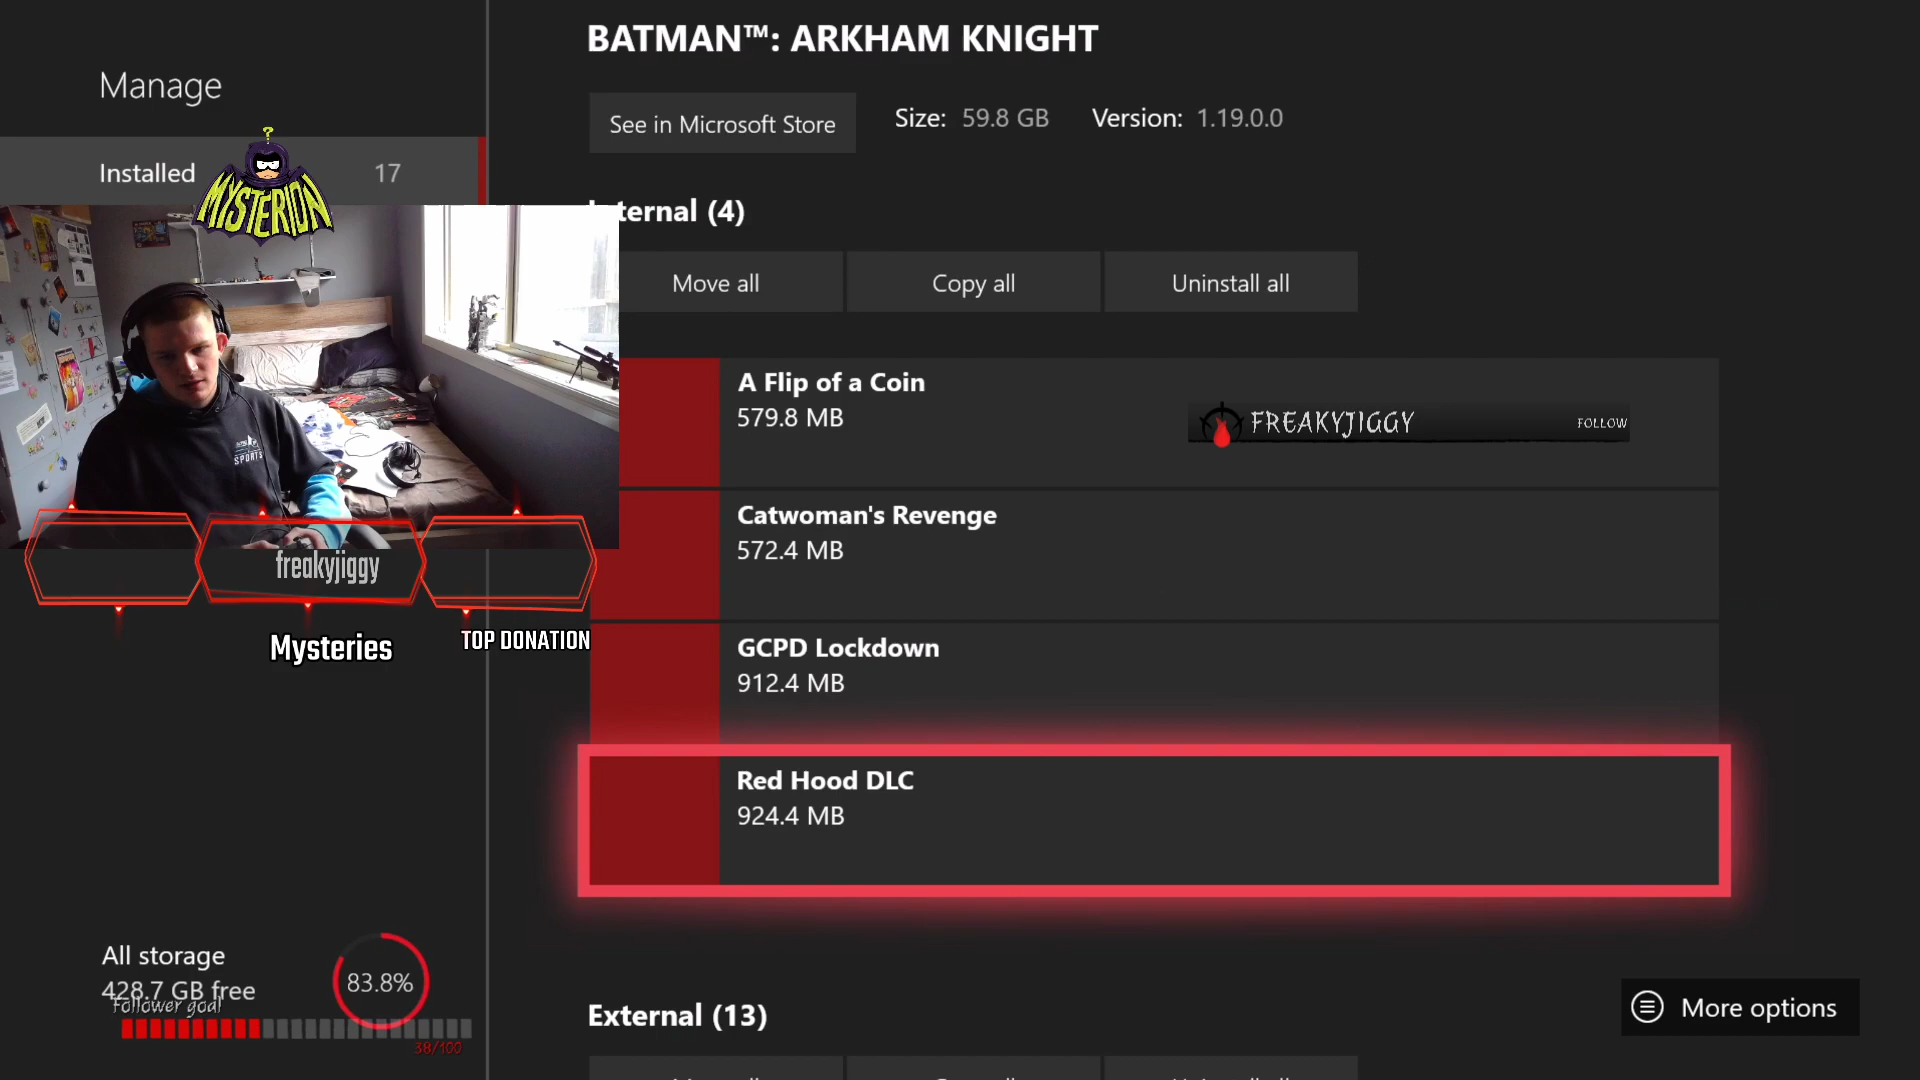 BATMAN™: ARKHAM KNIGHT
Manage
See in Microsoft Store
Size: 59.8 GB
Version: 1.19.0.0
Installed 17
MYSTERION
ternal (4)
Move all
Copy all
Uninstall all
A Flip of a Coin
579.8 MB
FREAKYJIGGY
FOLLOW
SPORTS
Catwoman's Revenge
572.4 MB
freakyjiggy
Mysteries
TOP DONATION
GCPD Lockdown
912.4 MB
Red Hood DLC
924.4 MB
All storage
428.7 GB free
83.8%
Follower goal
38/100
External (13)
More options